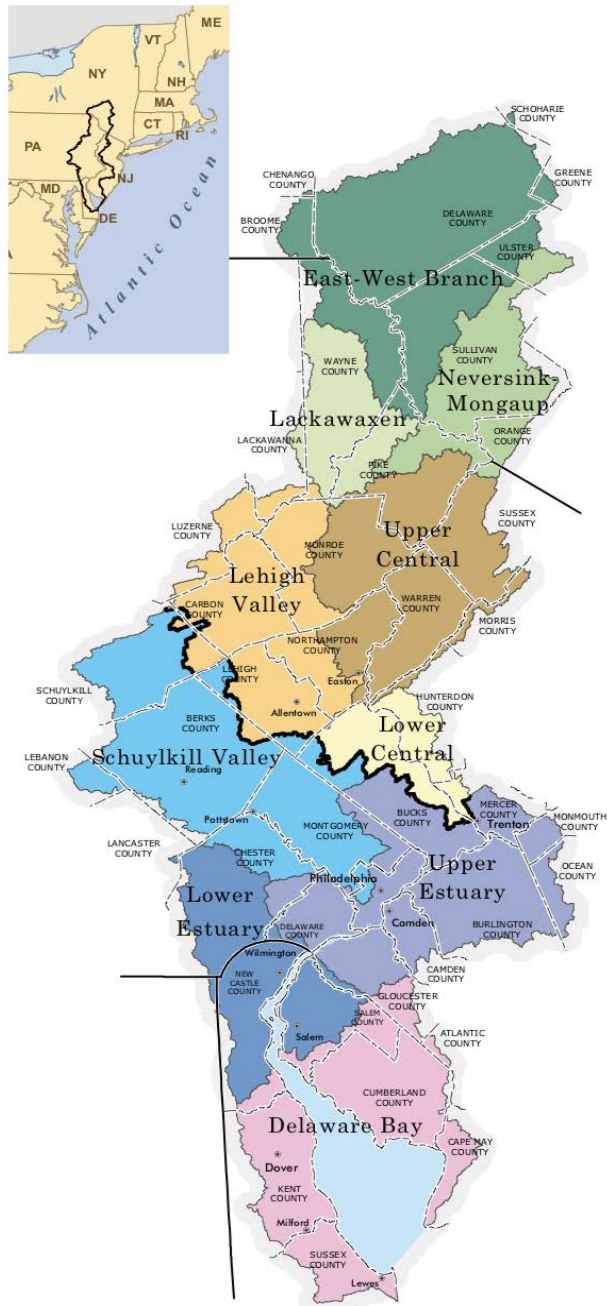 ME
VT
NY
NH
MA
CT
RI
PA
NJ
MD
DE
Atlantic Ocean
SCHOHARIE
COUNTY
GREENE
COUNTY
CHENANGO
COUNTY
BROOME
COUNTY
DELAWARE
COUNTY
ULSTER
COUNTY
East-West Branch
SULLIVAN
COUNTY
WAYNE
COUNTY
Neversink-
Mongaup
Lackawaxen
LACKAWANNA
COUNTY
ORANGE
COUNTY
PIKE
COUNTY
SUSSEX
COUNTY
LUZERNE
COUNTY
MONROE
COUNTY
Upper
Central
Lehigh
Valley
CARBON
COUNTY
WARREN
COUNTY
MORRIS
COUNTY
NORTHAMPTON
COUNTY
LEHIGH
COUNTY
Easton
SCHUYLKILL
COUNTY
HUNTERDON
COUNTY
Allentown
BERKS
COUNTY
Lower
Central
LEBANON
COUNTY
Schuylkill Valley
Reading
MERCER
COUNTY
Trenton
MONMOUTH
COUNTY
BUCKS
COUNTY
Pottstown
MONTGOMERY
COUNTY
LANCASTER
COUNTY
CHESTER
COUNTY
OCEAN
COUNTY
Upper
Estuary
Philadelphia
Lower
Estuary
Camden
DELAWARE
COUNTY
BURLINGTON
COUNTY
Wilmington
NEW
CASTLE
COUNTY
CAMDEN
COUNTY
GLOUCESTER
COUNTY
SALEM
COUNTY
Salem
ATLANTIC
COUNTY
CUMBERLAND
COUNTY
Delaware Bay
CAPE MAY
COUNTY
Dover
KENT
COUNTY
Milford
SUSSEX
COUNTY
Lewes